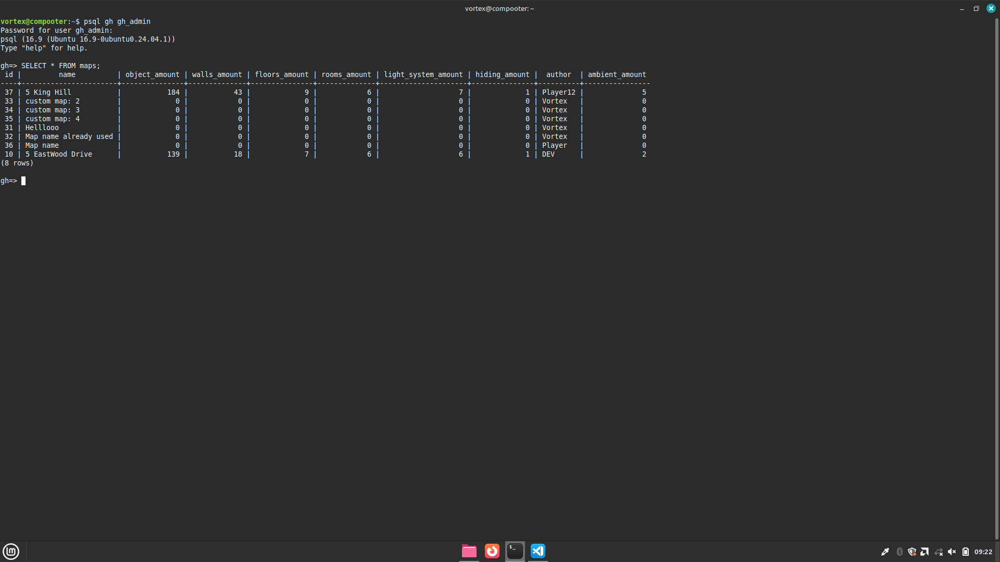 vortex@compooter: ~
vortex@compooter:~$ psql gh gh_admin
Password for user gh_admin:
psql (16.9 (Ubuntu 16.9-0ubuntu0.24.04.1))
Type "help" for help.
gh=> SELECT * FROM maps;
 id |         name          | object_amount | walls_amount | floors_amount | rooms_amount | light_system_amount | hiding_amount |  author  | ambient_amount
----+-----------------------+---------------+--------------+---------------+--------------+---------------------+---------------+----------+----------------
 37 | 5 King Hill           |           184 |           43 |             9 |            6 |                   7 |             1 | Player12 |              5
 33 | custom map: 2         |             0 |            0 |             0 |            0 |                   0 |             0 | Vortex   |              0
 34 | custom map: 3         |             0 |            0 |             0 |            0 |                   0 |             0 | Vortex   |              0
 35 | custom map: 4         |             0 |            0 |             0 |            0 |                   0 |             0 | Vortex   |              0
 31 | Helllooo              |             0 |            0 |             0 |            0 |                   0 |             0 | Vortex   |              0
 32 | Map name already used |             0 |            0 |             0 |            0 |                   0 |             0 | Vortex   |              0
 36 | Map name              |             0 |            0 |             0 |            0 |                   0 |             0 | Player   |              0
 10 | 5 EastWood Drive      |           139 |           18 |             7 |            6 |                   6 |             1 | DEV      |              2
(8 rows)
gh=>
09:22